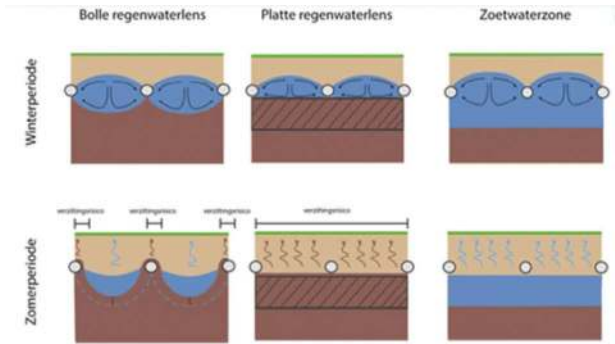 Bolle regenwaterlens
Platte regenwaterlens
Zoetwaterzone
Winterperiode
verziltingsrisico
verziltingsrisico
verziltingsrisico
verziltingsrisico
Zomerperiode